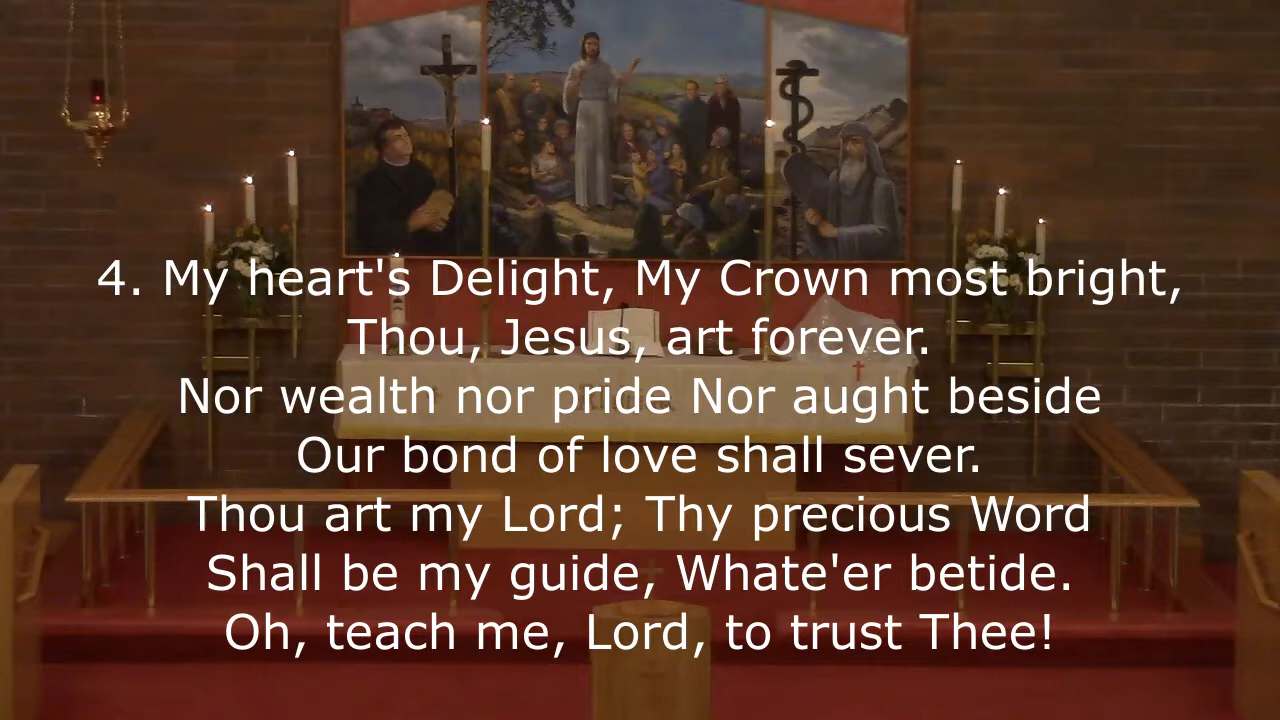 4. My heart's Delight, My Crown most bright,
Thou, Jesus, art forever.
Nor wealth nor pride Nor aught beside
Our bond of love shall sever.
Thou art my Lord; Thy precious Word
Shall be my guide, Whate'er betide.
Oh, teach me, Lord, to trust Thee!